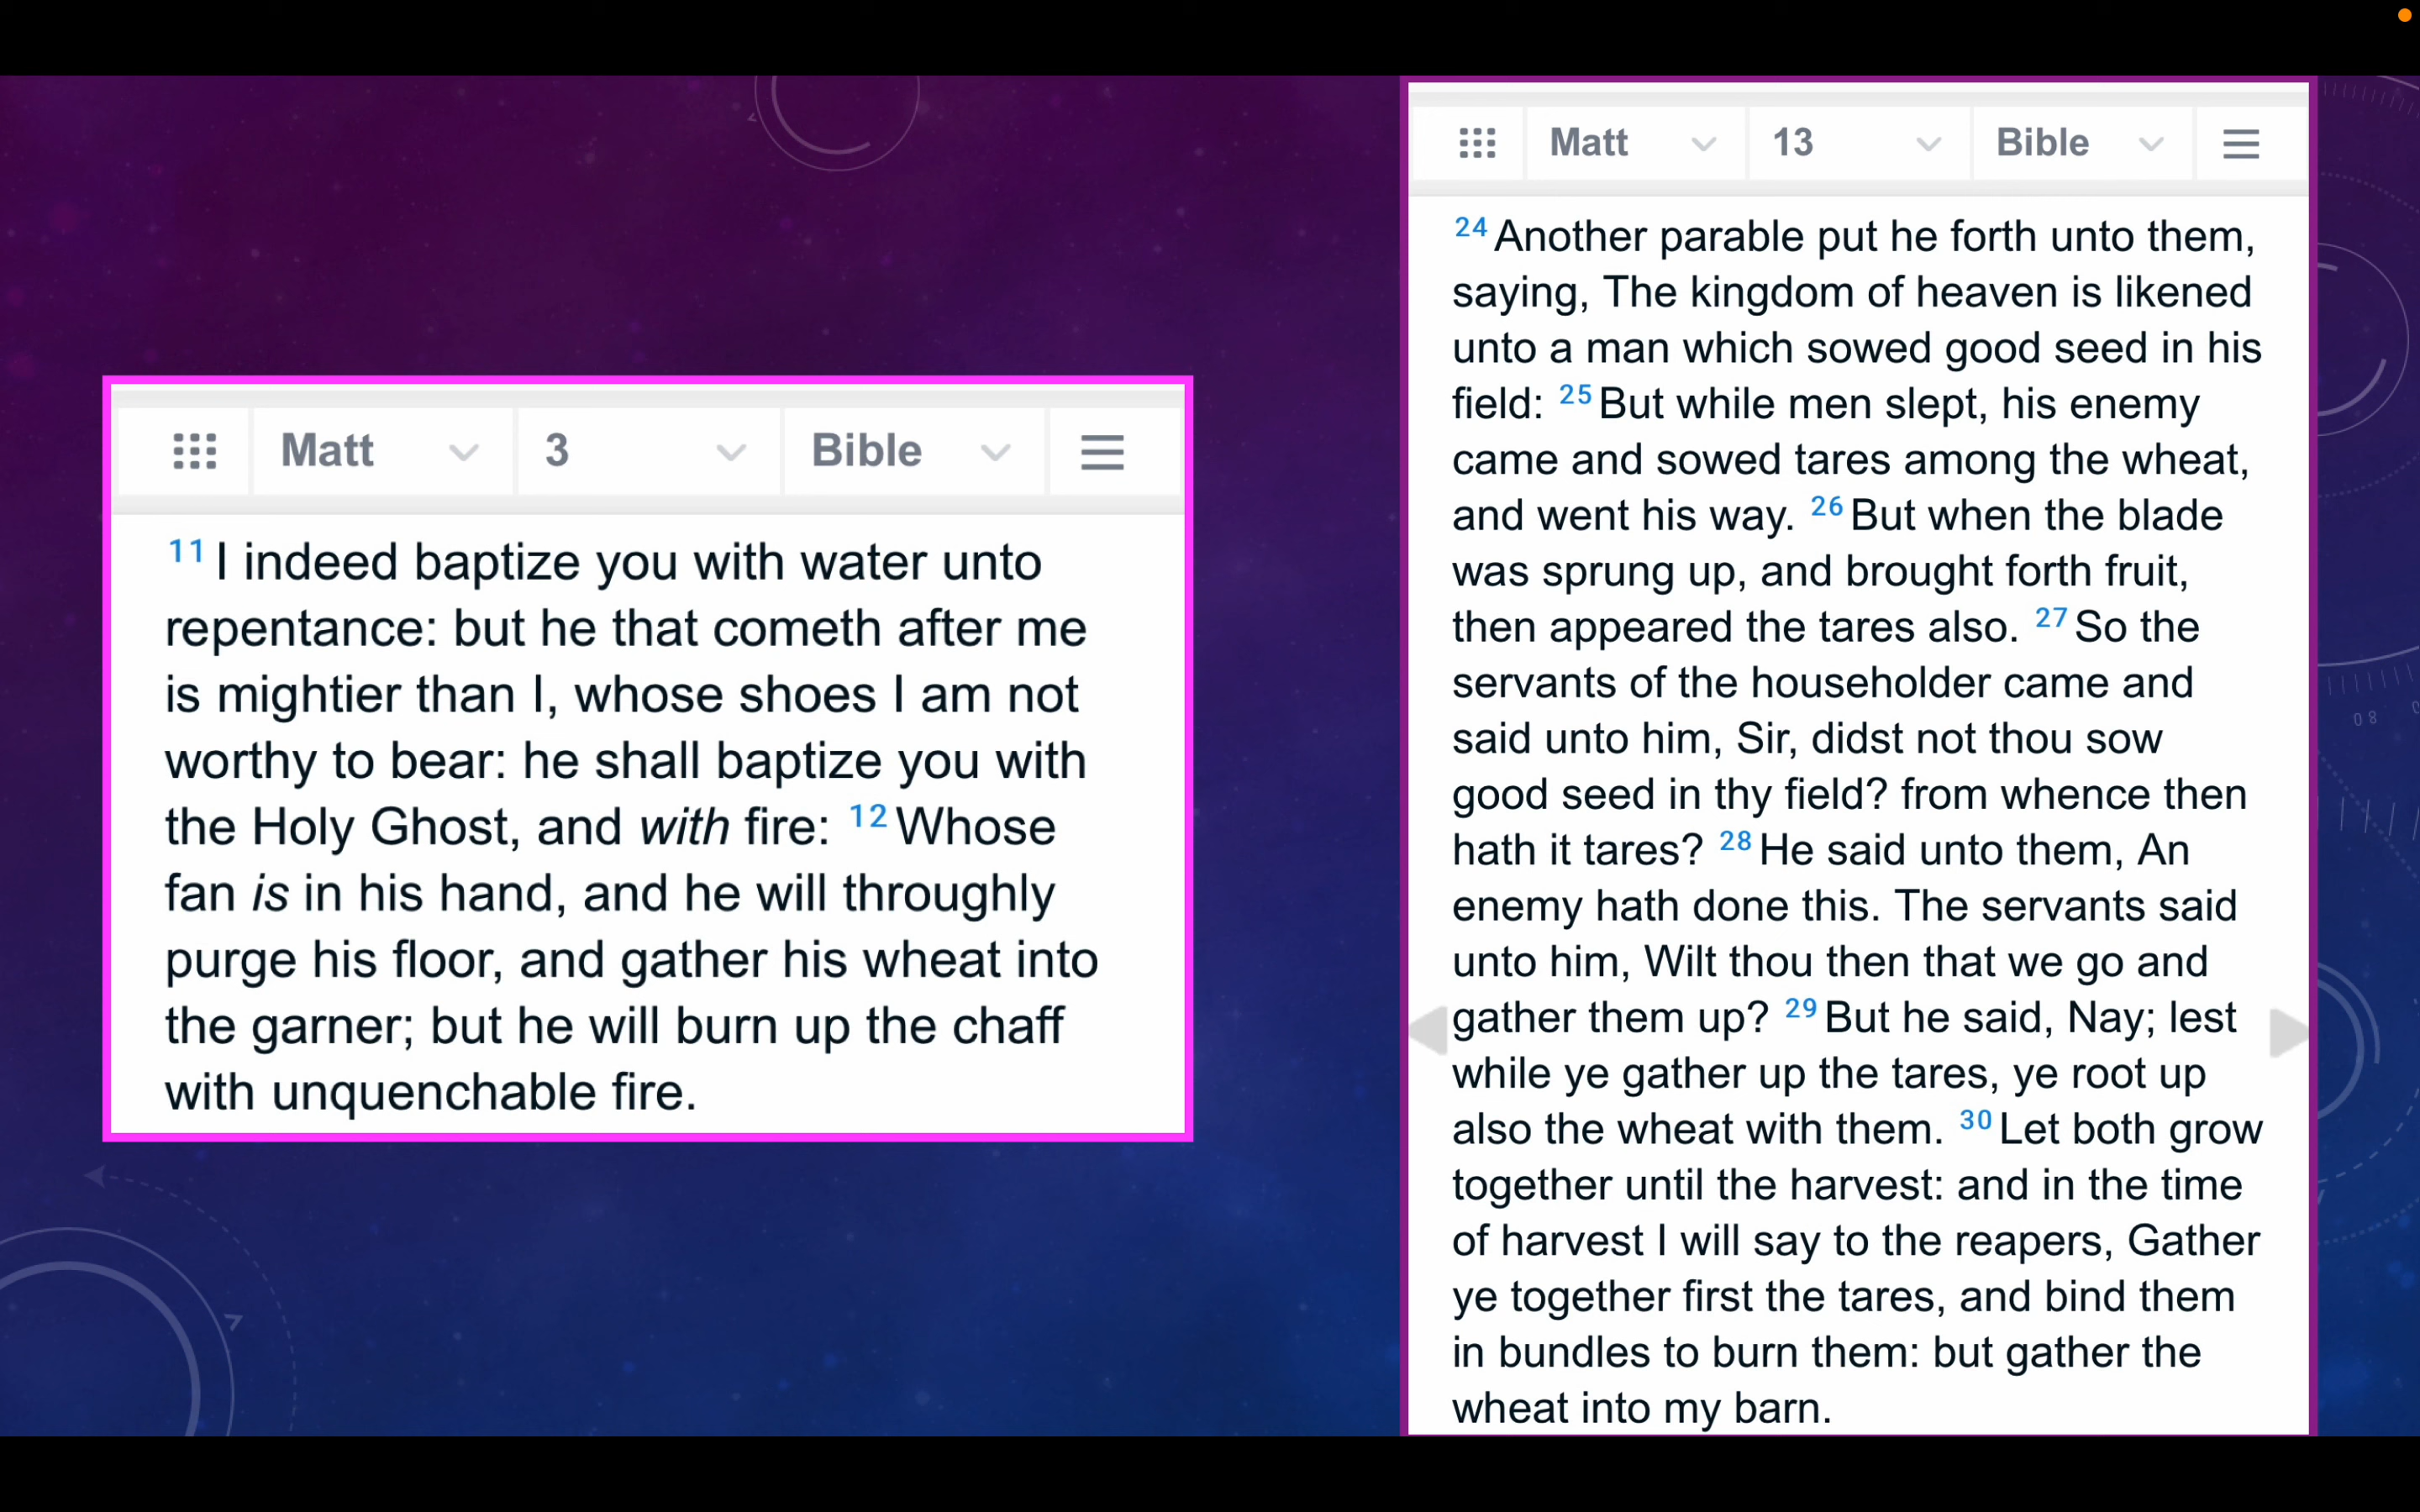 Matt 3 Bible
11 I indeed baptize you with water unto
repentance: but he that cometh after me
is mightier than I, whose shoes I am not
worthy to bear: he shall baptize you with
the Holy Ghost, and with fire: 12 Whose
fan is in his hand, and he will throughly
purge his floor, and gather his wheat into
the garner; but he will burn up the chaff
with unquenchable fire.
Matt 13 Bible
24 Another parable put he forth unto them,
saying, The kingdom of heaven is likened
unto a man which sowed good seed in his
field: 25 But while men slept, his enemy
came and sowed tares among the wheat,
and went his way. 26 But when the blade
was sprung up, and brought forth fruit,
then appeared the tares also. 27 So the
servants of the householder came and
said unto him, Sir, didst not thou sow
good seed in thy field? from whence then
hath it tares? 28 He said unto them, An
enemy hath done this. The servants said
unto him, Wilt thou then that we go and
gather them up? 29 But he said, Nay; lest
while ye gather up the tares, ye root up
also the wheat with them. 30 Let both grow
together until the harvest: and in the time
of harvest I will say to the reapers, Gather
ye together first the tares, and bind them
in bundles to burn them: but gather the
wheat into my barn.
08